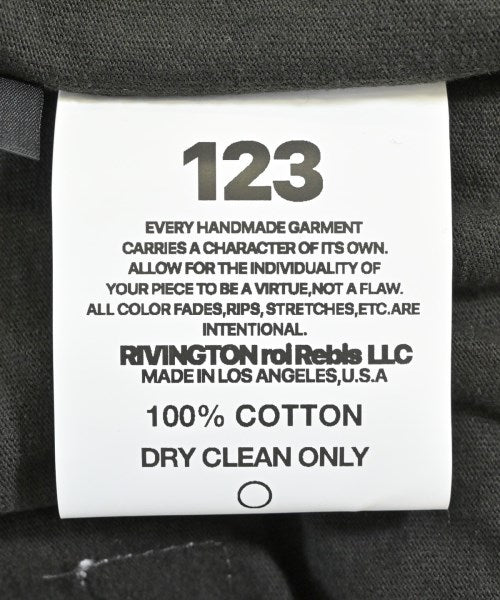 123
EVERY HANDMADE GARMENT
CARRIES A CHARACTER OF ITS OWN.
ALLOW FOR THE INDIVIDUALITY OF
YOUR PIECE TO BE A VIRTUE,NOT A FLAW.
ALL COLOR FADES,RIPS, STRETCHES,ETC.ARE
INTENTIONAL.
RIVINGTON roi Rebis LLC
MADE IN LOS ANGELES,U.S.A
100% COTTON
DRY CLEAN ONLY